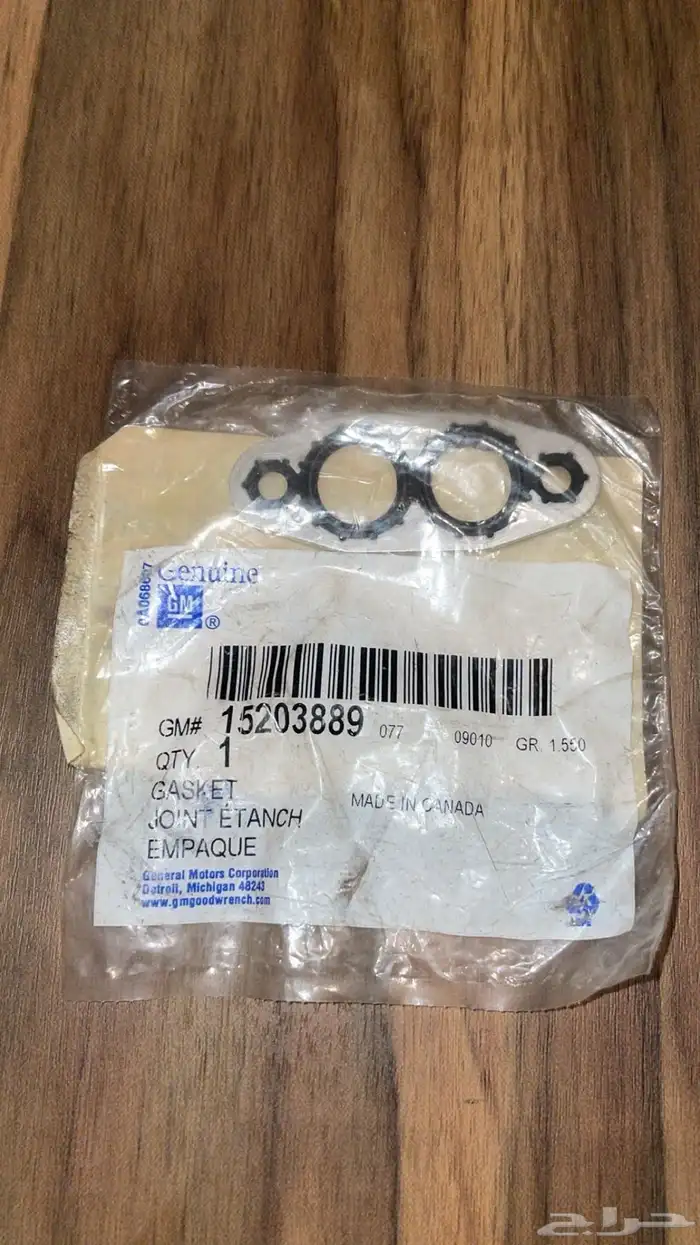 Genuine
GM ®
GM# 15203889 077 09010 GR. 1.550
QTY. 1
GASKET
JOINT ÉTANCH
EMPAQUE
MADE IN CANADA
General Motors Corporation
Detroit, Michigan 48243
www.gmgoodwrench.com
حراج